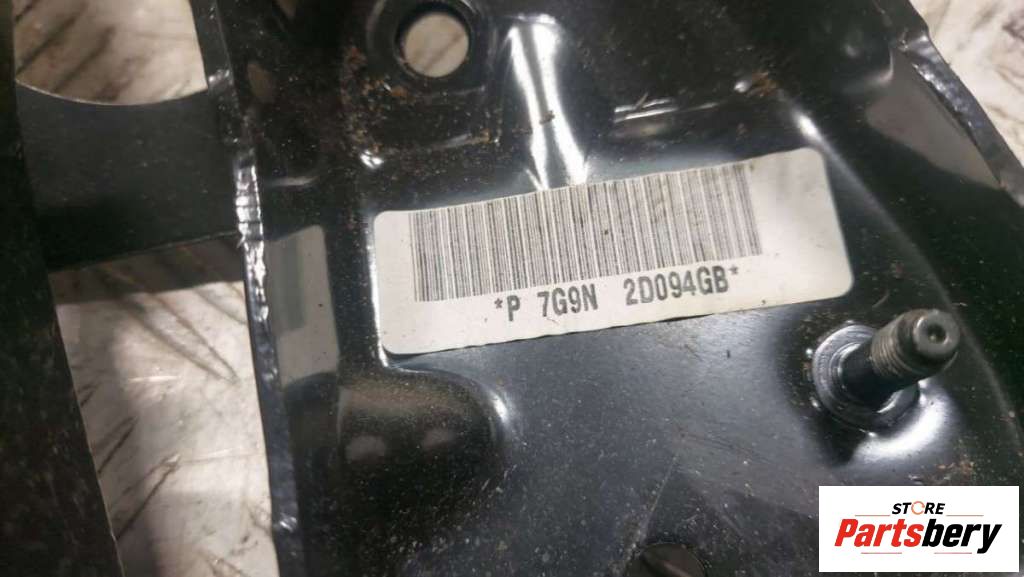 *P 7G9N 2D094GB*
STORE
Partsbery